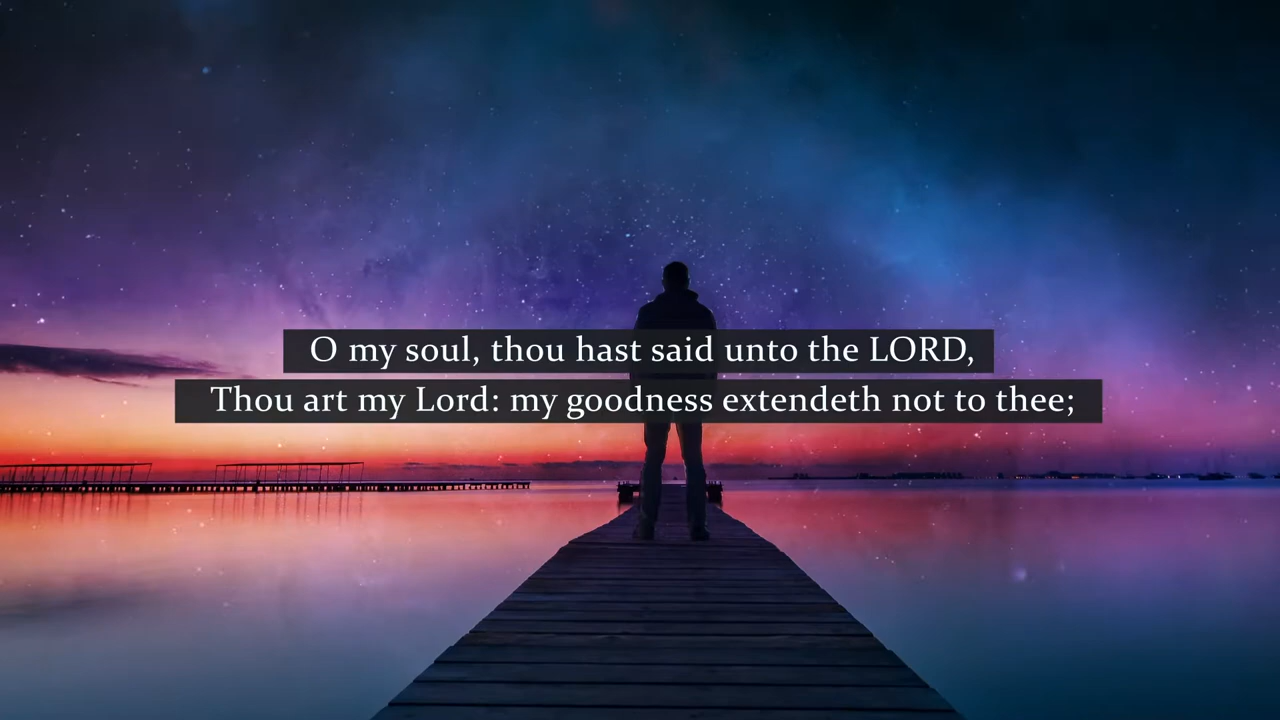 O my soul, thou hast said unto the LORD,
Thou art my Lord: my goodness extendeth not to thee;